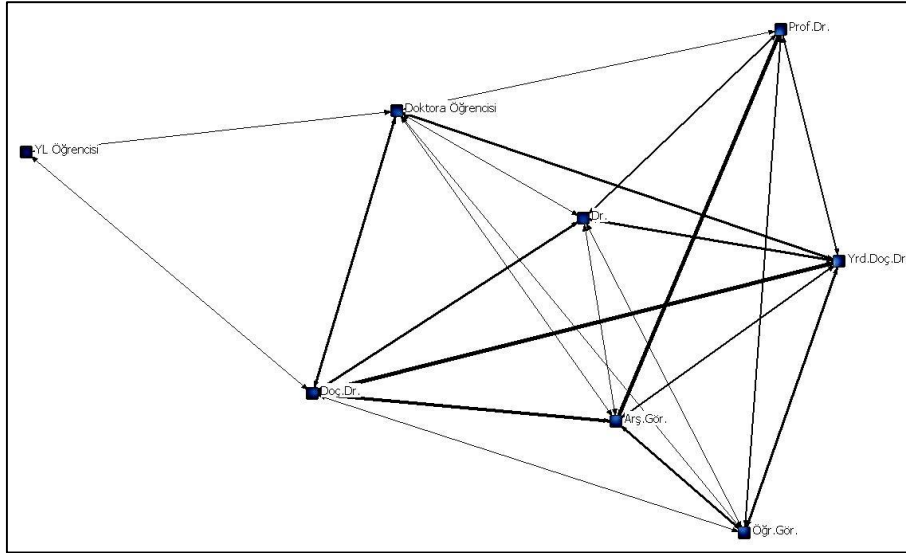 Prof.Dr.
Doktora Öğrencisi
YL Öğrencisi
Dr.
Yrd.Doç.Dr
Doç.Dr.
Arş.Gör.
Öğr.Gör.